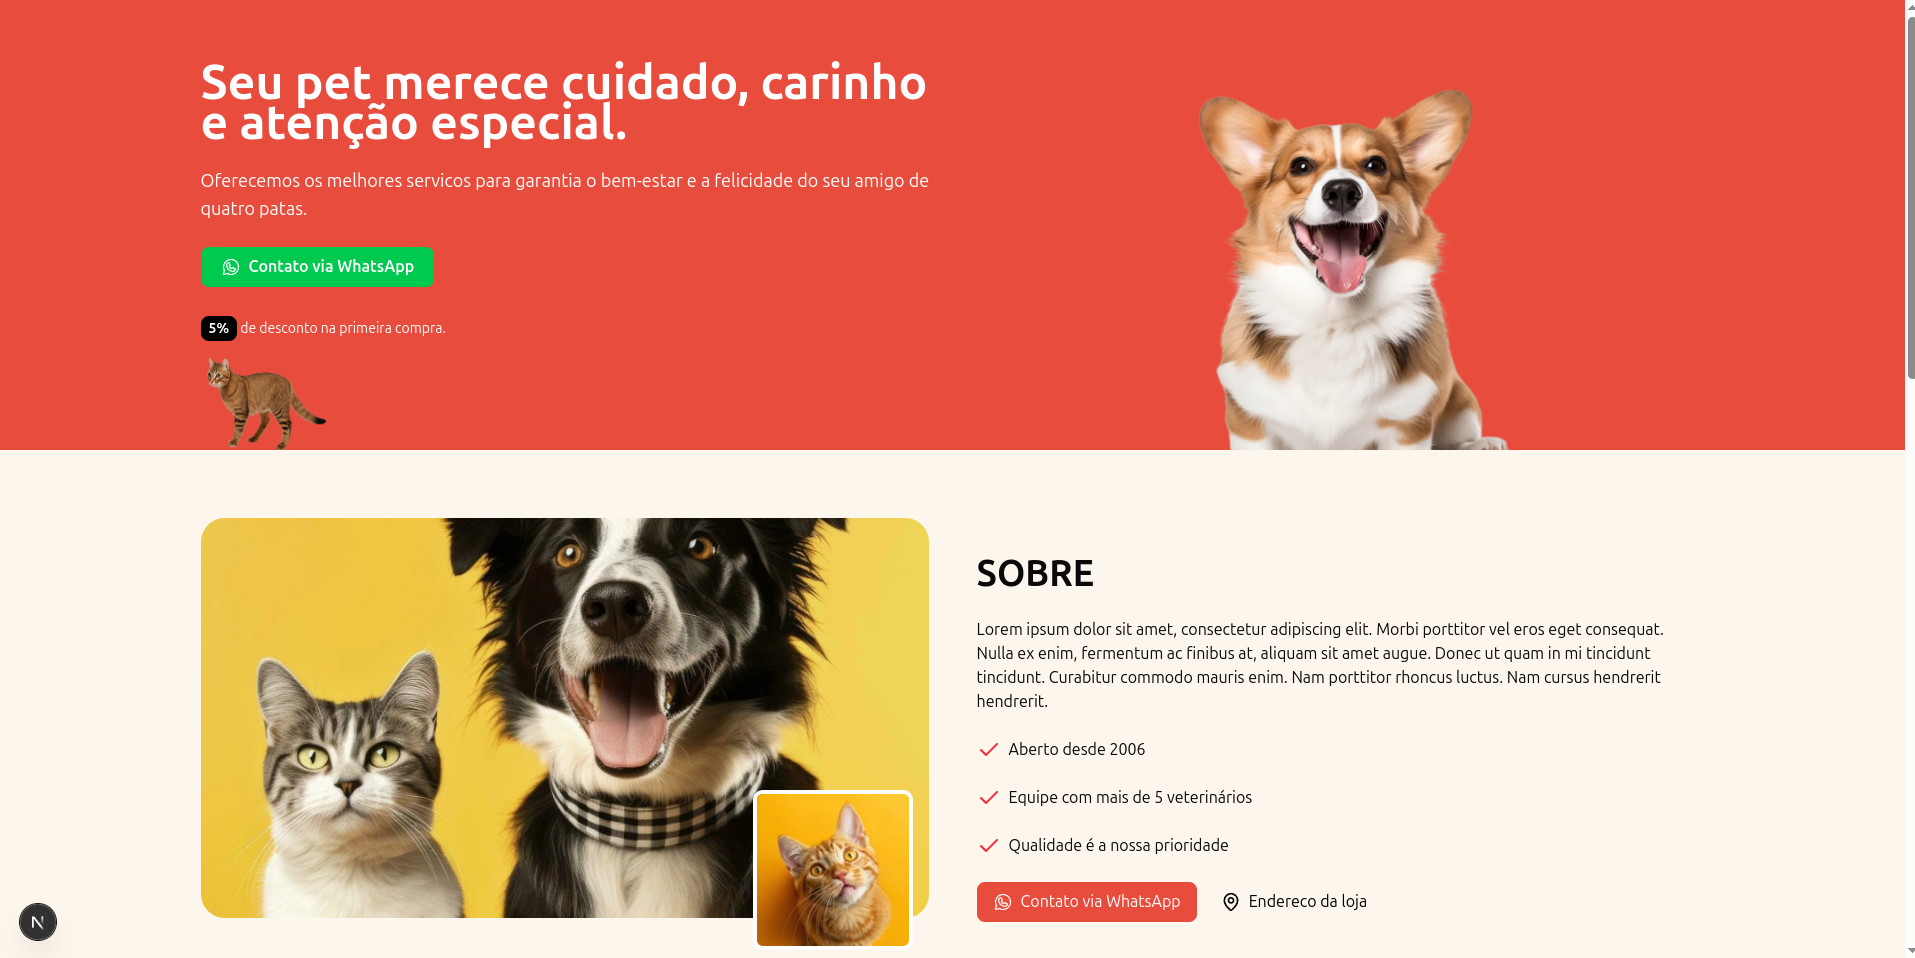 Seu pet merece cuidado, carinho
e atenção especial.
Oferecemos os melhores servicos para garantia o bem-estar e a felicidade do seu amigo de
quatro patas.
Contato via WhatsApp
5% de desconto na primeira compra.
SOBRE
Lorem ipsum dolor sit amet, consectetur adipiscing elit. Morbi porttitor vel eros eget consequat.
Nulla ex enim, fermentum ac finibus at, aliquam sit amet augue. Donec ut quam in mi tincidunt
tincidunt. Curabitur commodo mauris enim. Nam porttitor rhoncus luctus. Nam cursus hendrerit
hendrerit.
Aberto desde 2006
Equipe com mais de 5 veterinários
Qualidade é a nossa prioridade
Contato via WhatsApp
Endereco da loja
N